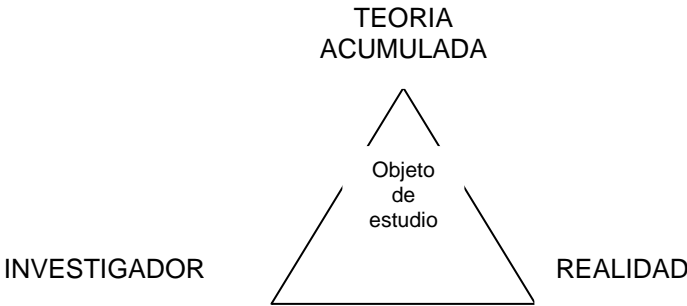 TEORIA
ACUMULADA
Objeto
de
estudio
INVESTIGADOR
REALIDAD